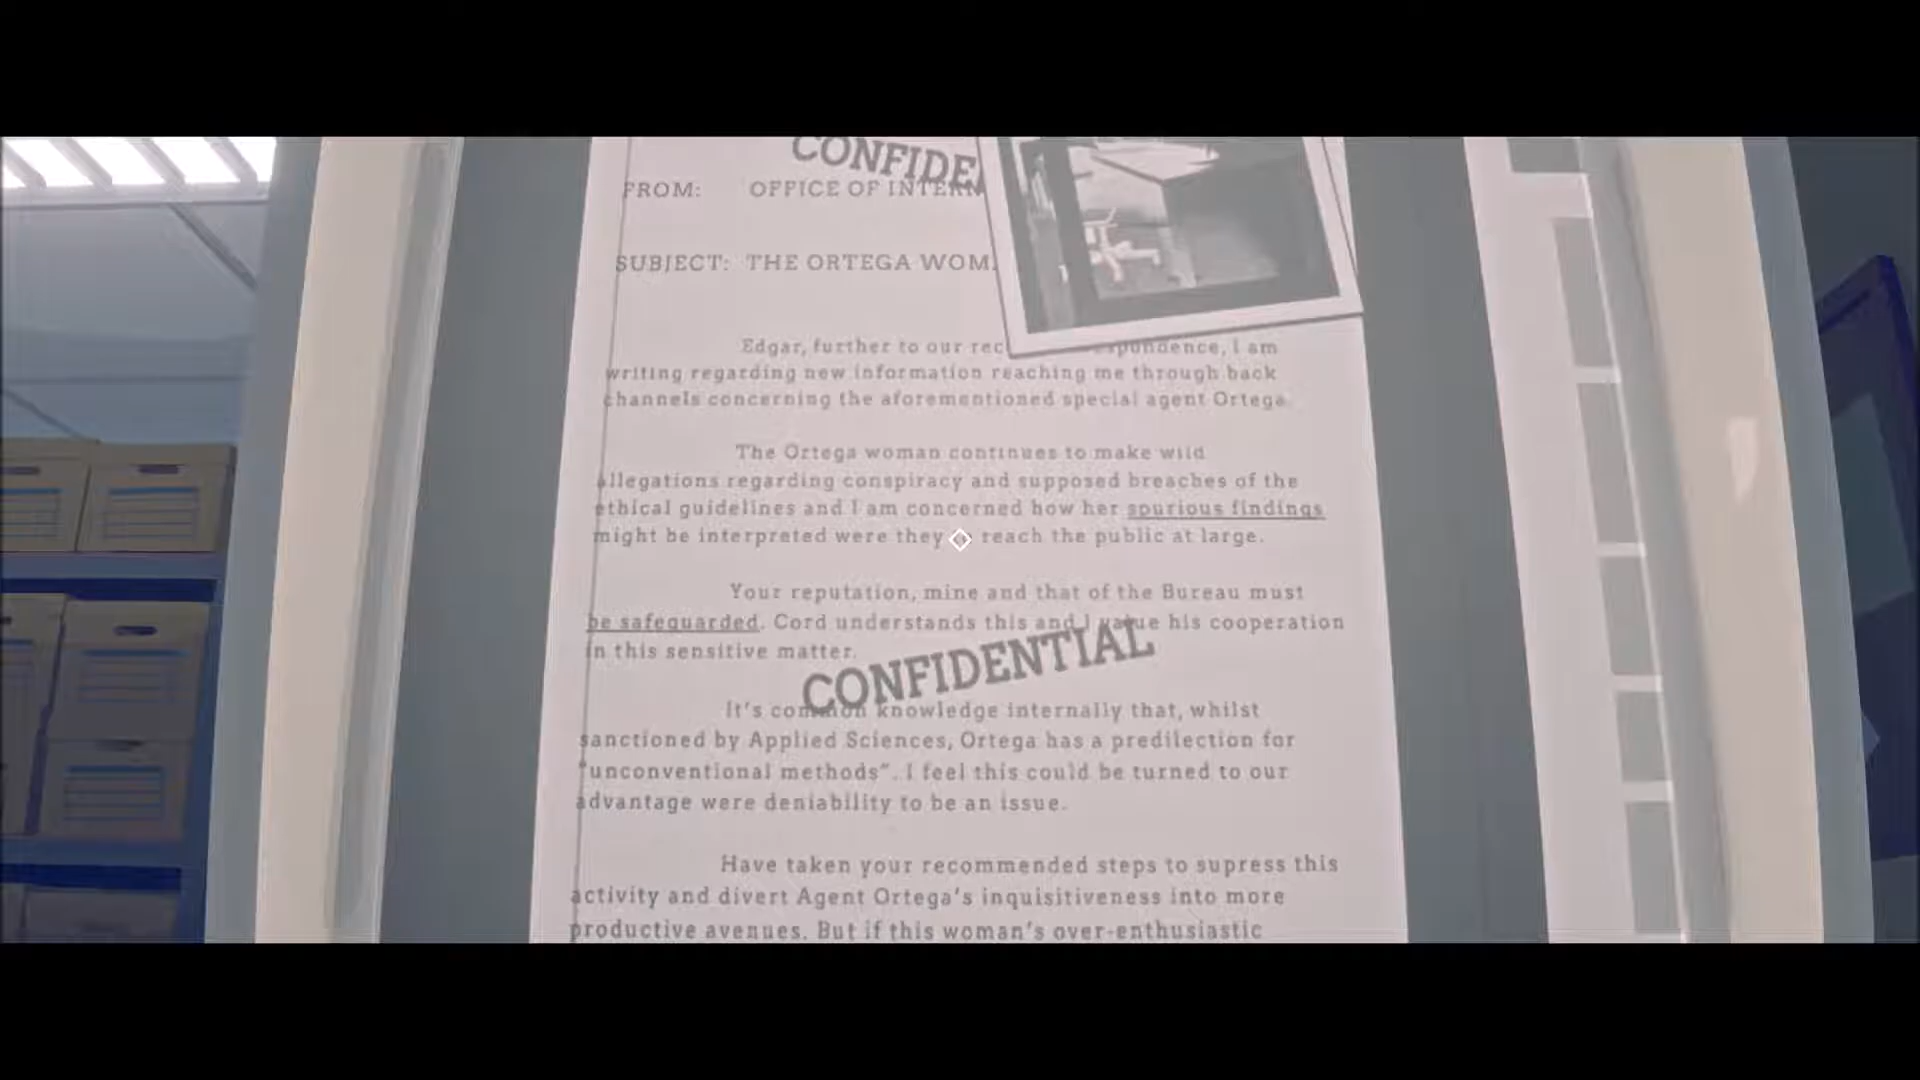 CONFIDE
FROM: OFFICE OF INTERN
SUBJECT: THE ORTEGA WOM
Edgar, further to our rec pondence, I am
writing regarding new information reaching me through back
channels concerning the aforementioned special agent Ortega.
The Ortega woman continues to make wild
allegations regarding conspiracy and supposed breaches of the
ethical guidelines and I am concerned how her spurious findings
might be interpreted were they reach the public at large.
Your reputation, mine and that of the Bureau must
be safeguarded. Cord understands this and I value his cooperation
in this sensitive matter.
CONFIDENTIAL
It's common knowledge internally that, whilst
sanctioned by Applied Sciences, Ortega has a predilection for
"unconventional methods". I feel this could be turned to our
advantage were deniability to be an issue.
Have taken your recommended steps to supress this
activity and divert Agent Ortega's inquisitiveness into more
productive avenues. But if this woman's over-enthusiastic